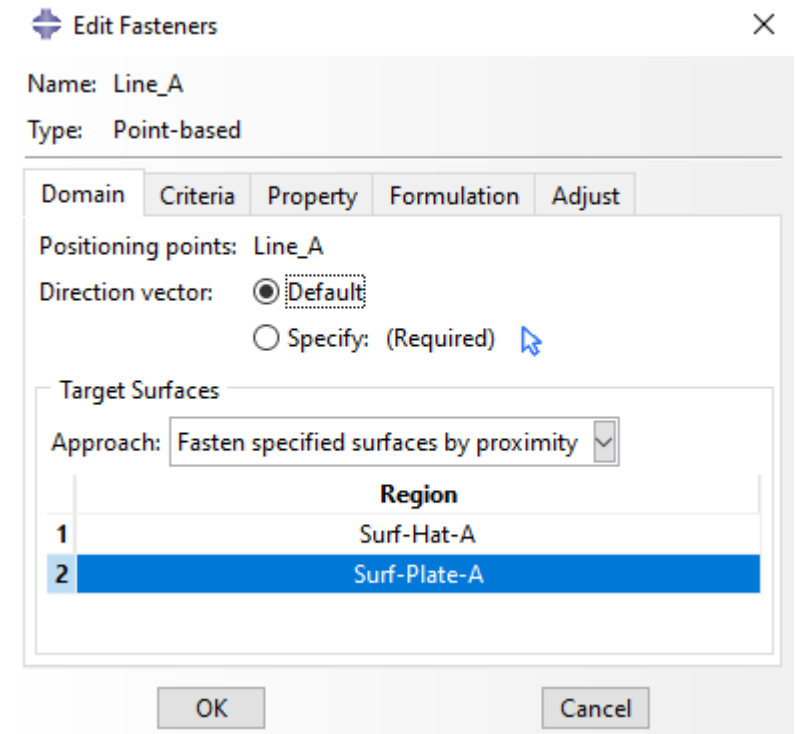 Edit Fasteners
Name: Line_A
Type: Point-based
Domain Criteria Property Formulation Adjust
Positioning points: Line_A
Direction vector: Default
Specify: (Required)
Target Surfaces
Approach: Fasten specified surfaces by proximity
Region
1 Surf-Hat-A
2 Surf-Plate-A
OK Cancel